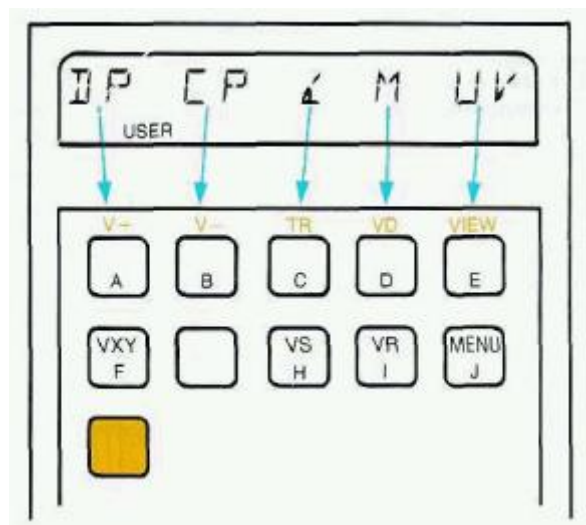 DP CP ∡ M UV
USER
V+ V- TR VD VIEW
A B C D E
VXY VS VR MENU
F H I J